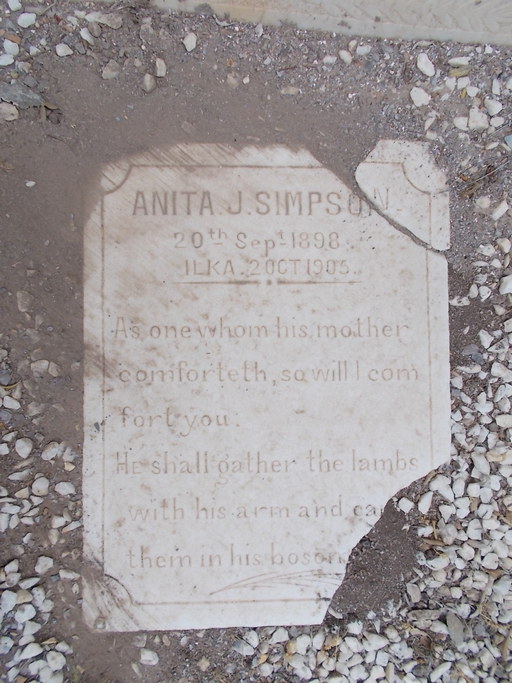 ANITA J. SIMPSON
20th Sept 1898.
ILKA. 2 OCT 1905.
As one whom his mother
comforteth, so will I com
fort you.
HE shall gather the lambs
with his arm and ca
them in his bosom